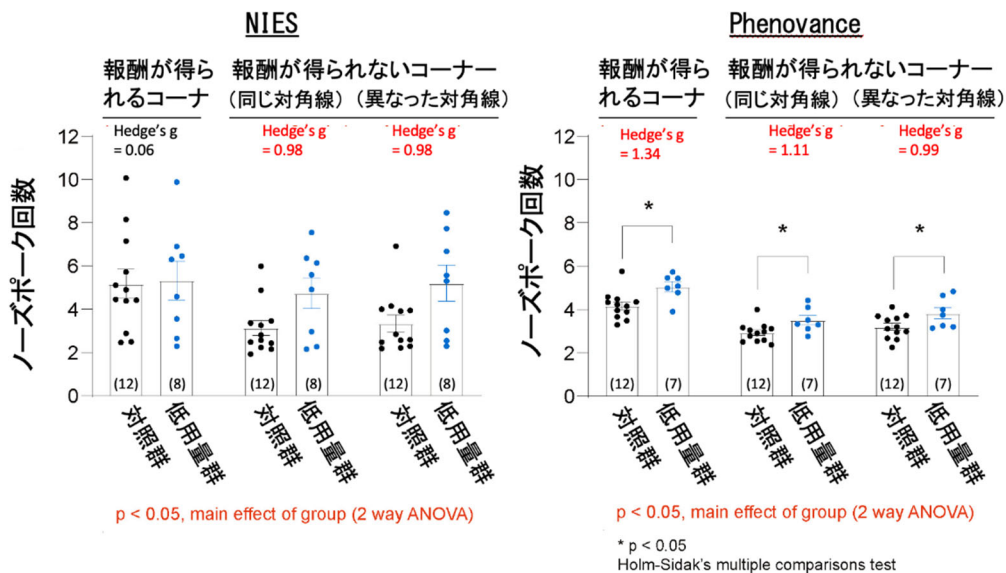 NIES
報酬が得ら
れるコーナ
報酬が得られないコーナー
(同じ対角線)
(異なった対角線)
Hedge's g
= 0.06
Hedge's g
= 0.98
Hedge's g
= 0.98
ノーズポーク回数
12
10
8
6
4
2
0
(12)
(8)
(12)
(8)
(12)
(8)
対照群
低用量群
対照群
低用量群
対照群
低用量群
p < 0.05, main effect of group (2 way ANOVA)
Phenovance
報酬が得ら
れるコーナ
報酬が得られないコーナー
(同じ対角線)
(異なった対角線)
Hedge's g
= 1.34
Hedge's g
= 1.11
Hedge's g
= 0.99
ノーズポーク回数
12
10
8
6
4
2
0
*
*
*
(12)
(7)
(12)
(7)
(12)
(7)
対照群
低用量群
対照群
低用量群
対照群
低用量群
p < 0.05, main effect of group (2 way ANOVA)
* p < 0.05
Holm-Sidak's multiple comparisons test